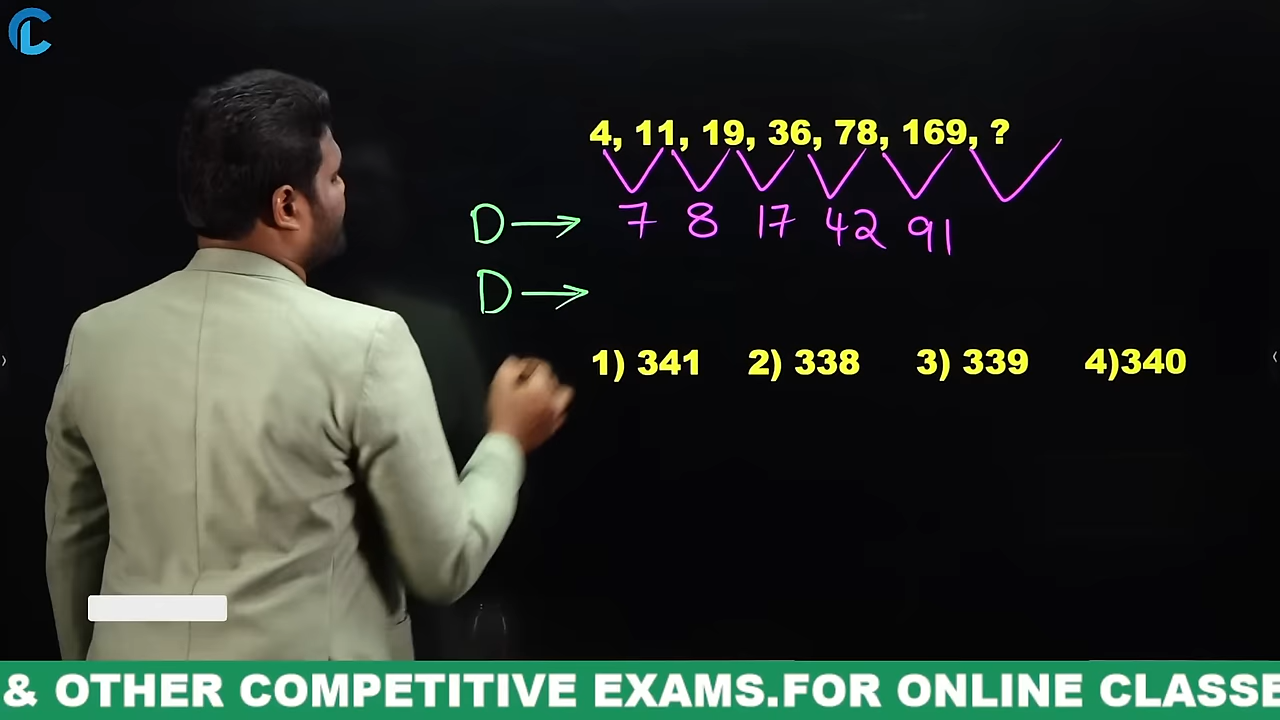 4, 11, 19, 36, 78, 169, ?
D → 7 8 17 42 91
D →
1) 341 2) 338 3) 339 4)340
& OTHER COMPETITIVE EXAMS.FOR ONLINE CLASSE